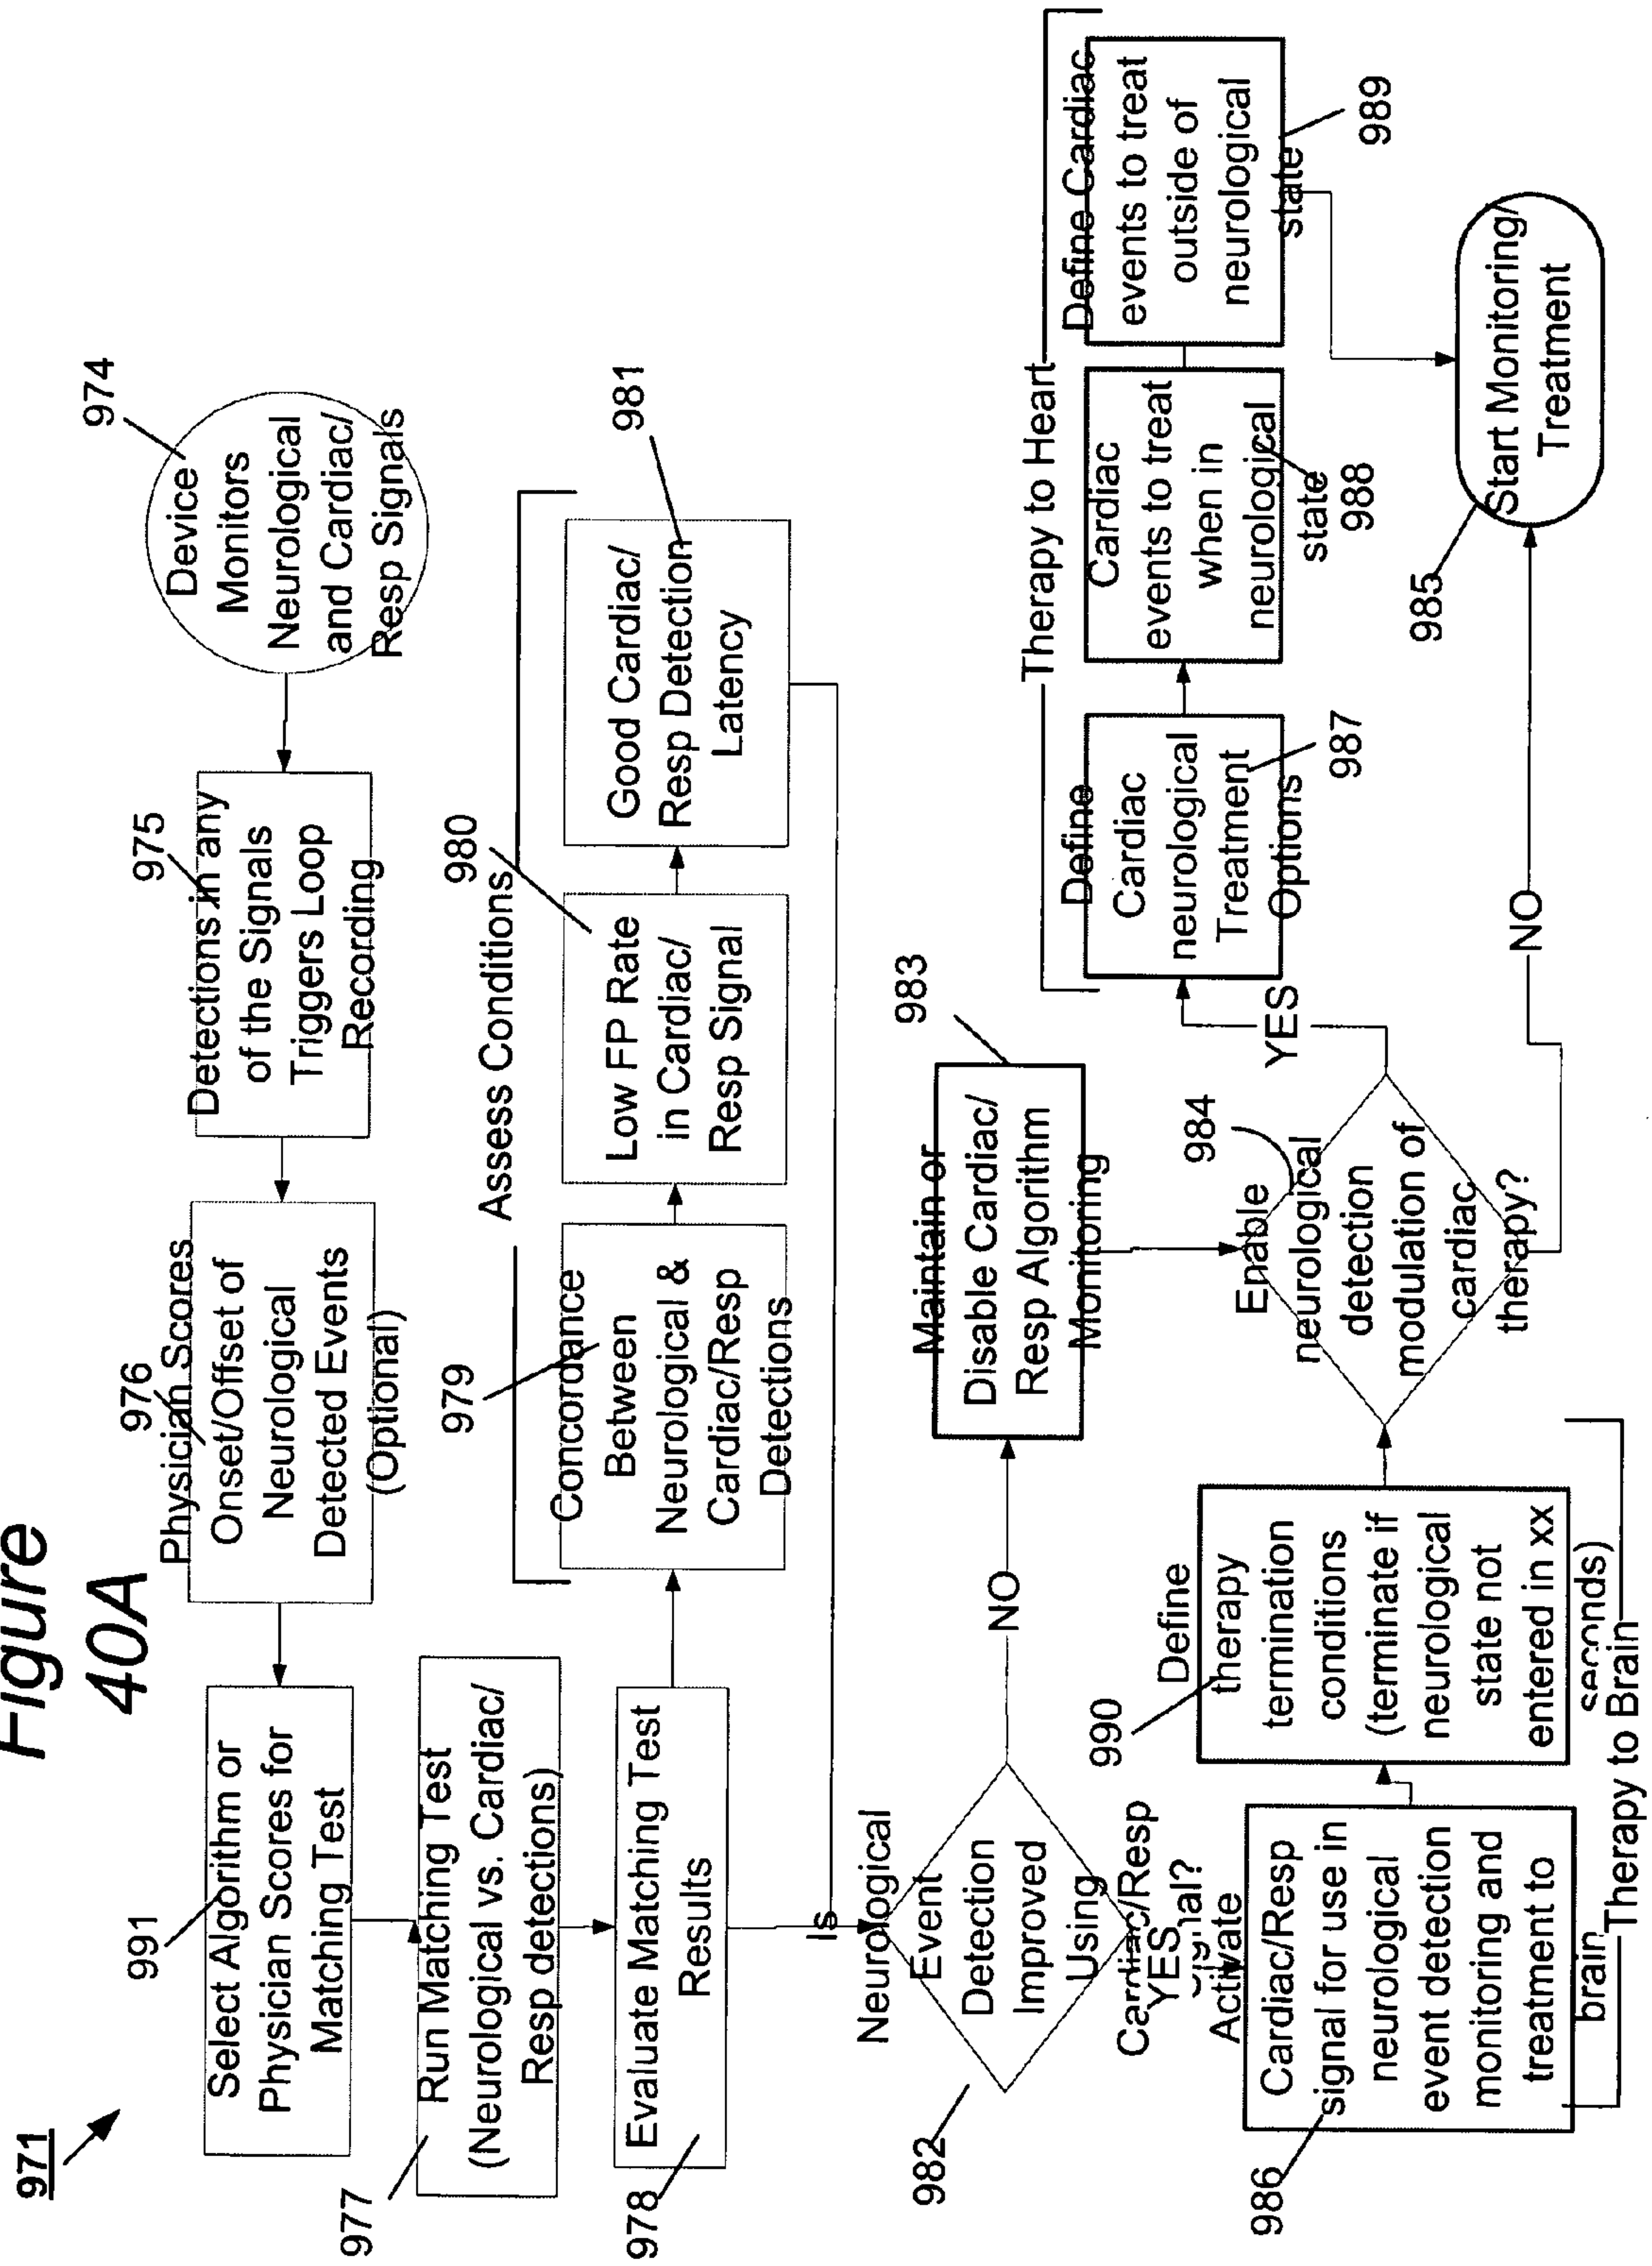 Figure
40A
971
974
Device
Monitors
Neurological
and Cardiac/
Resp Signals
975
Detections in any
of the Signals
Triggers Loop
Recording
976
Physician Scores
Onset/Offset of
Neurological
Detected Events
(Optional)
991
Select Algorithm or
Physician Scores for
Matching Test
977
Run Matching Test
(Neurological vs. Cardiac/
Resp detections)
978
Evaluate Matching Test
Results
Assess Conditions
979
Concordance
Between
Neurological &
Cardiac/Resp
Detections
980
Low FP Rate
in Cardiac/
Resp Signal
981
Good Cardiac/
Resp Detection
Latency
982
Is
Neurological
Event
Detection
Improved
Using
Cardiac/Resp
YES
NO
983
Maintain or
Disable Cardiac/
Resp Algorithm
Monitoring
986
Activate
Cardiac/Resp
signal for use in
neurological
event detection
monitoring and
treatment to
brain
990
Define
therapy
termination
conditions
(terminate if
neurological
state not
entered in xx
seconds)
Therapy to Brain
984
Enable
neurological
detection
modulation of
cardiac
therapy?
YES
NO
Therapy to Heart
987
Define
Cardiac
neurological
Treatment
Options
988
Cardiac
events to treat
when in
neurological
state
989
Define Cardiac
events to treat
outside of
neurological
state
985
Start Monitoring/
Treatment